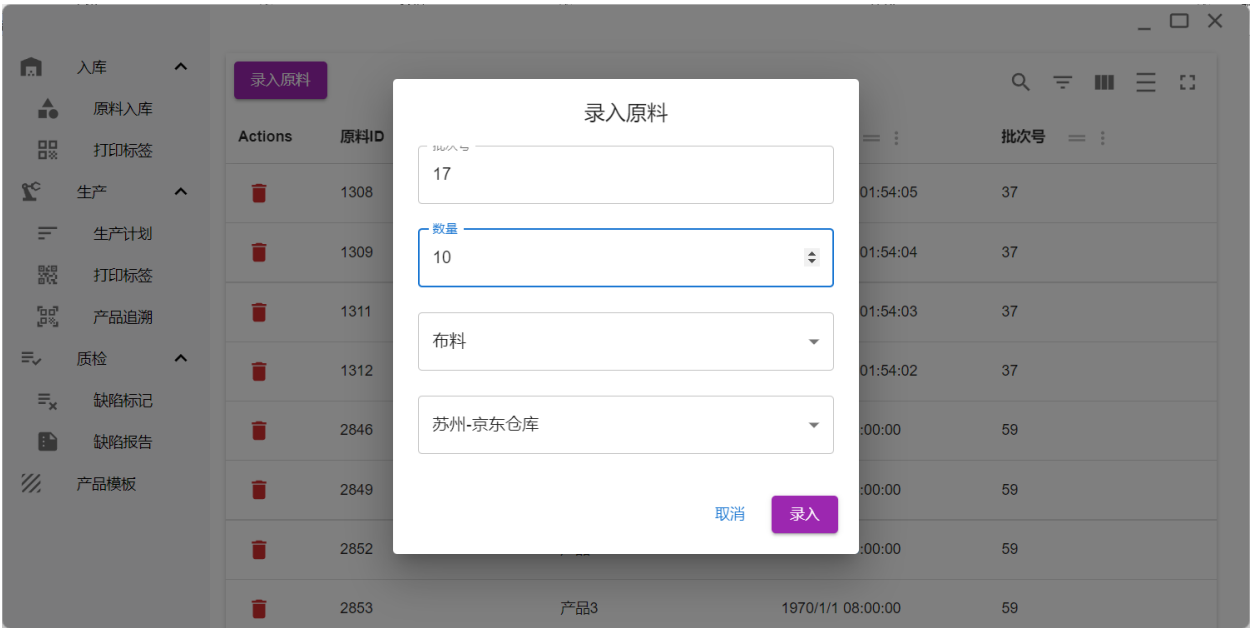 入库
原料入库
打印标签
生产
生产计划
打印标签
产品追溯
质检
缺陷标记
缺陷报告
产品模板
录入原料
Actions 原料ID 批次号
1308 01:54:05 37
1309 01:54:04 37
1311 01:54:03 37
1312 01:54:02 37
2846 :00:00 59
2849 :00:00 59
2852 :00:00 59
2853 产品3 1970/1/1 08:00:00 59
录入原料
批次号
17
数量
10
布料
苏州-京东仓库
取消 录入